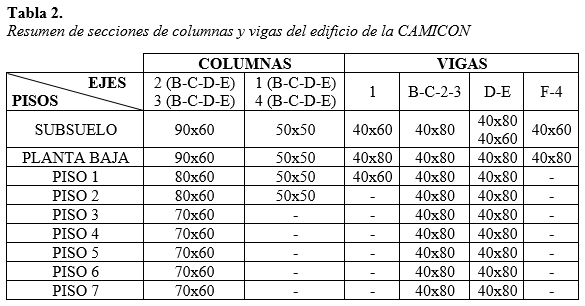 Tabla 2.
Resumen de secciones de columnas y vigas del edificio de la CAMICON
COLUMNAS VIGAS
EJES
PISOS
2 (B-C-D-E)
3 (B-C-D-E)
1 (B-C-D-E)
4 (B-C-D-E)
1 B-C-2-3 D-E F-4
SUBSUELO 90x60 50x50 40x60 40x80 40x80 40x60
40x60
PLANTA BAJA 90x60 50x50 40x80 40x80 40x80 40x80
PISO 1 80x60 50x50 40x60 40x80 40x80 -
PISO 2 80x60 50x50 - 40x80 40x80 -
PISO 3 70x60 - - 40x80 40x80 -
PISO 4 70x60 - - 40x80 40x80 -
PISO 5 70x60 - - 40x80 40x80 -
PISO 6 70x60 - - 40x80 40x80 -
PISO 7 70x60 - - 40x80 40x80 -